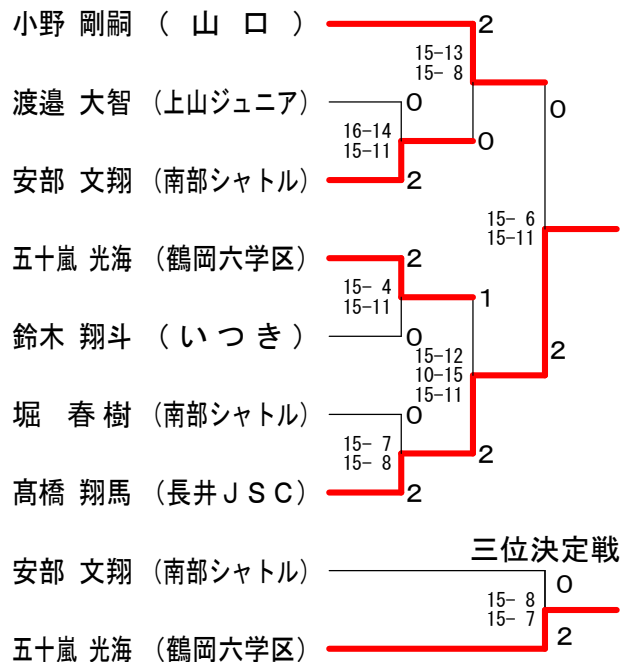 小野 剛嗣 ( 山 口 ) 2
15-13
15- 8
渡邉 大智 (上山ジュニア) 0
0
16-14
15-11
0
安部 文翔 (南部シャトル) 2
15- 6
15-11
五十嵐 光海 (鶴岡六学区) 2
15- 4
15-11
1
鈴木 翔斗 (いつき) 0
15-12
10-15
15-11
2
堀 春樹 (南部シャトル) 0
15- 7
15- 8
2
髙橋 翔馬 (長井JSC) 2
三位決定戦
安部 文翔 (南部シャトル) 0
15- 8
15- 7
五十嵐 光海 (鶴岡六学区) 2